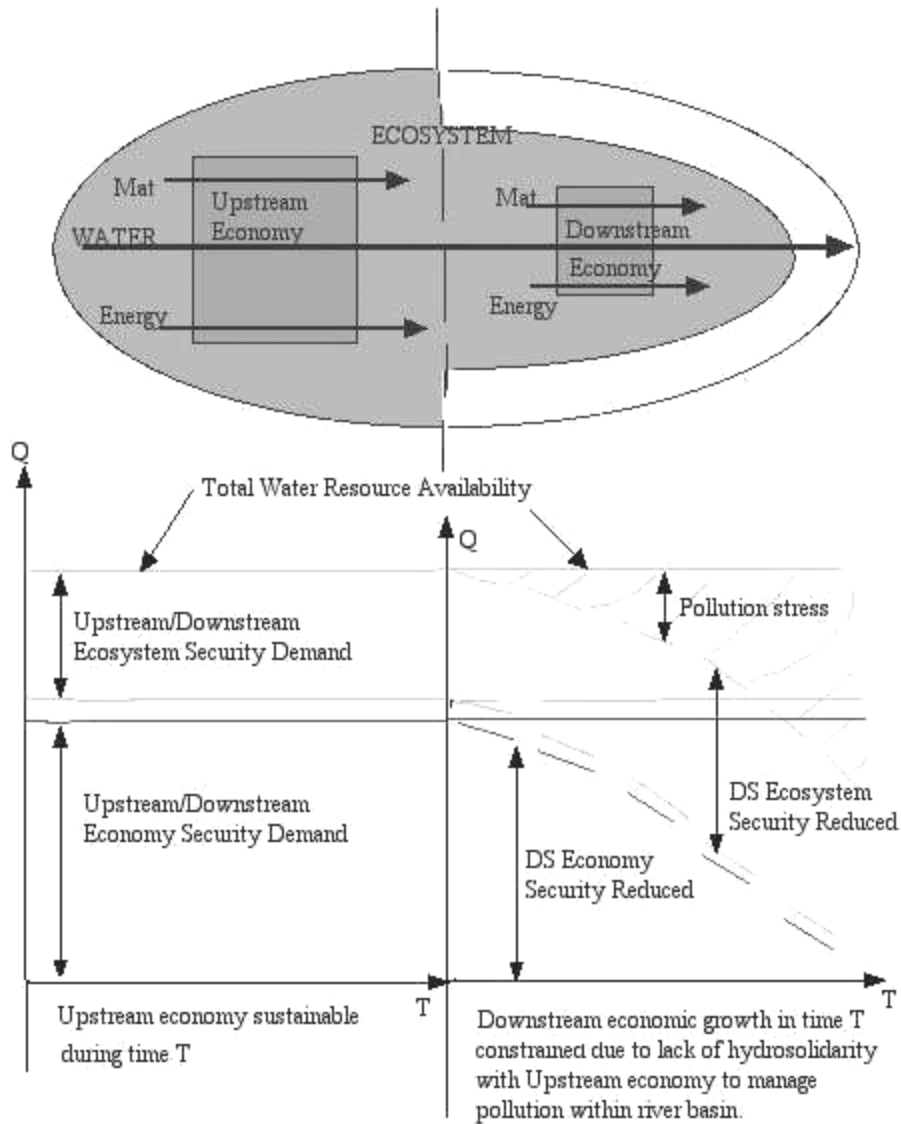 ECOSYSTEM
Mat
Upstream
Economy
WATER
Energy
Mat
Downstream
Economy
Energy
Q
Total Water Resource Availability
Q
Upstream/Downstream
Ecosystem Security Demand
Pollution stress
Upstream/Downstream
Economy Security Demand
DS Ecosystem
Security Reduced
DS Economy
Security Reduced
T
T
Upstream economy sustainable
during time T
Downstream economic growth in time T
constrained due to lack of hydrosolidarity
with Upstream economy to manage
pollution within river basin.